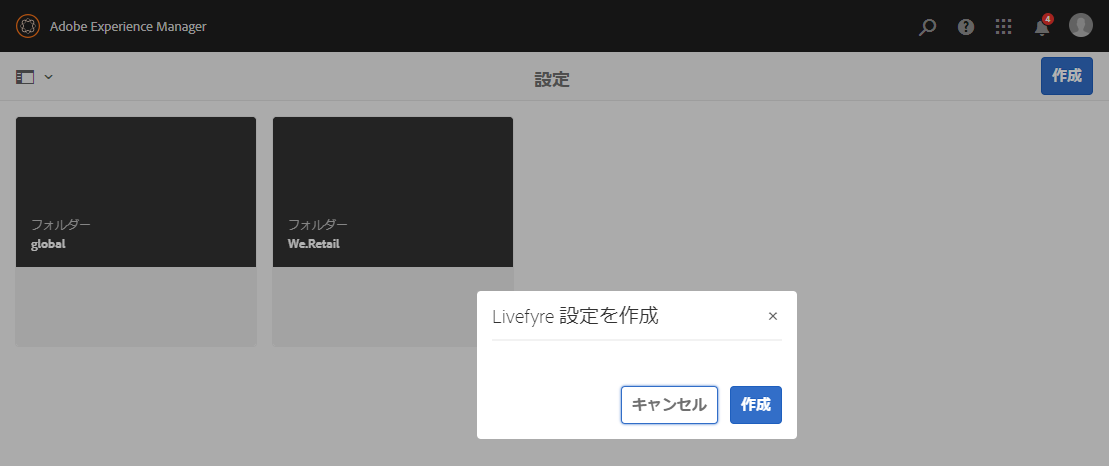 Adobe Experience Manager
4
設定
作成
フォルダー
global
フォルダー
We.Retail
Livefyre 設定を作成
キャンセル
作成